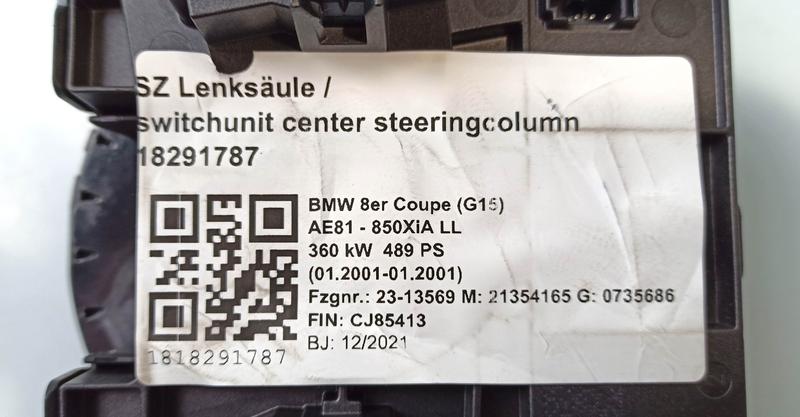 SZ Lenksäule /
switchunit center steeringcolumn
18291787
BMW 8er Coupe (G15)
AE81 - 850XiA LL
360 kW 489 PS
(01.2001-01.2001)
Fzgnr.: 23-13569 M: 21354165 G: 0735686
FIN: CJ85413
BJ: 12/2021
1818291787